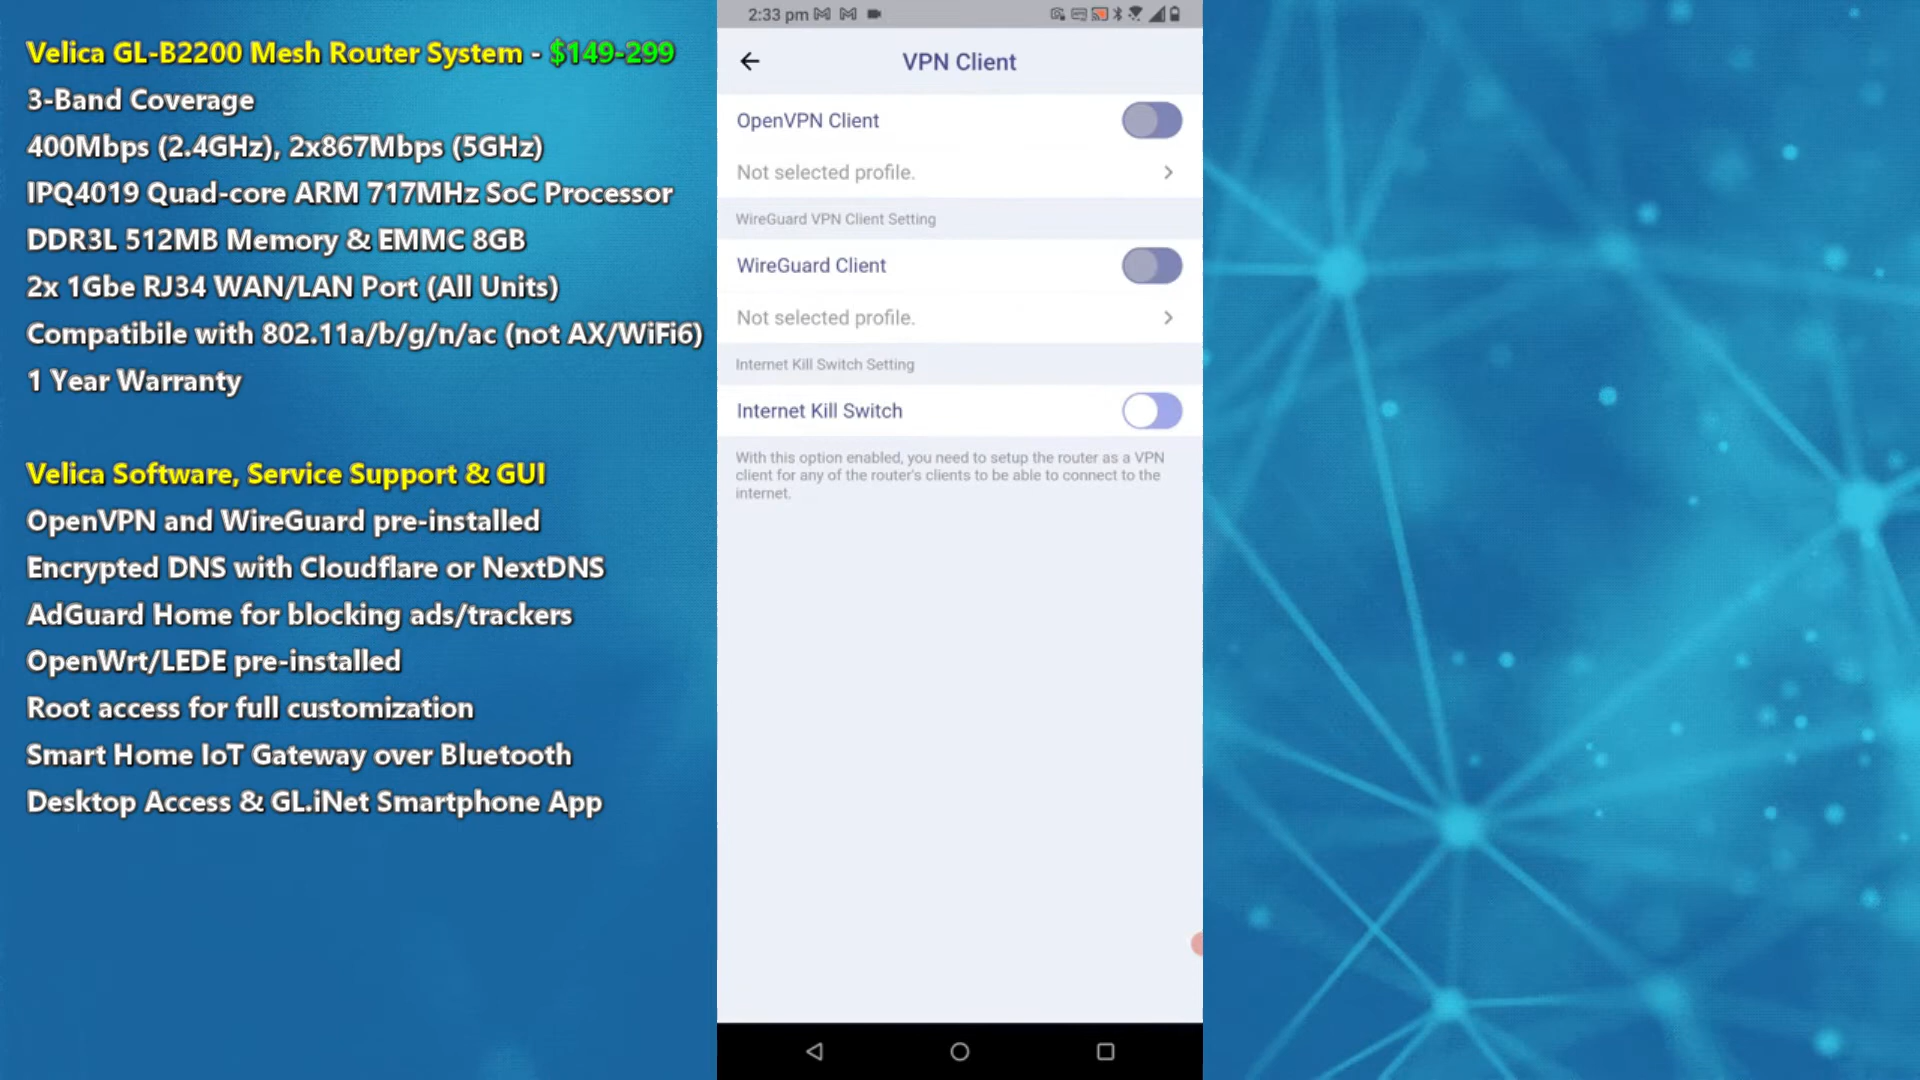 Velica GL-B2200 Mesh Router System - $149-299
3-Band Coverage
400Mbps (2.4GHz), 2x867Mbps (5GHz)
IPQ4019 Quad-core ARM 717MHz SoC Processor
DDR3L 512MB Memory & EMMC 8GB
2x 1Gbe RJ34 WAN/LAN Port (All Units)
Compatibile with 802.11a/b/g/n/ac (not AX/WiFi6)
1 Year Warranty
Velica Software, Service Support & GUI
OpenVPN and WireGuard pre-installed
Encrypted DNS with Cloudflare or NextDNS
AdGuard Home for blocking ads/trackers
OpenWrt/LEDE pre-installed
Root access for full customization
Smart Home IoT Gateway over Bluetooth
Desktop Access & GL.iNet Smartphone App
2:33 pm
VPN Client
OpenVPN Client
Not selected profile.
WireGuard VPN Client Setting
WireGuard Client
Not selected profile.
Internet Kill Switch Setting
Internet Kill Switch
With this option enabled, you need to setup the router as a VPN
client for any of the router's clients to be able to connect to the
internet.